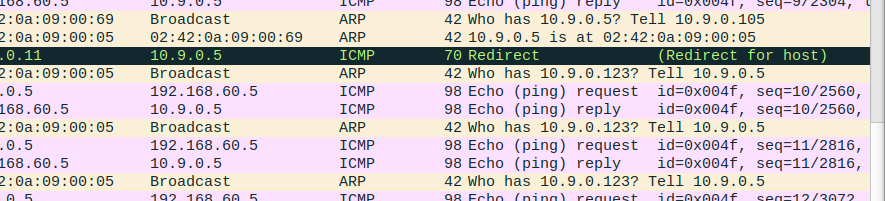 168.60.5 10.9.0.5 ICMP 98 Echo (ping) reply id=0x004f, seq=9/2304,
2:0a:09:00:69 Broadcast ARP 42 Who has 10.9.0.5? Tell 10.9.0.105
2:0a:09:00:05 02:42:0a:09:00:69 ARP 42 10.9.0.5 is at 02:42:0a:09:00:05
.0.11 10.9.0.5 ICMP 70 Redirect (Redirect for host)
2:0a:09:00:05 Broadcast ARP 42 Who has 10.9.0.123? Tell 10.9.0.5
.0.5 192.168.60.5 ICMP 98 Echo (ping) request id=0x004f, seq=10/2560,
168.60.5 10.9.0.5 ICMP 98 Echo (ping) reply id=0x004f, seq=10/2560,
2:0a:09:00:05 Broadcast ARP 42 Who has 10.9.0.123? Tell 10.9.0.5
.0.5 192.168.60.5 ICMP 98 Echo (ping) request id=0x004f, seq=11/2816,
168.60.5 10.9.0.5 ICMP 98 Echo (ping) reply id=0x004f, seq=11/2816,
2:0a:09:00:05 Broadcast ARP 42 Who has 10.9.0.123? Tell 10.9.0.5
.0.5 192.168.60.5 ICMP 98 Echo (ping) request id=0x004f, seq=12/3072,